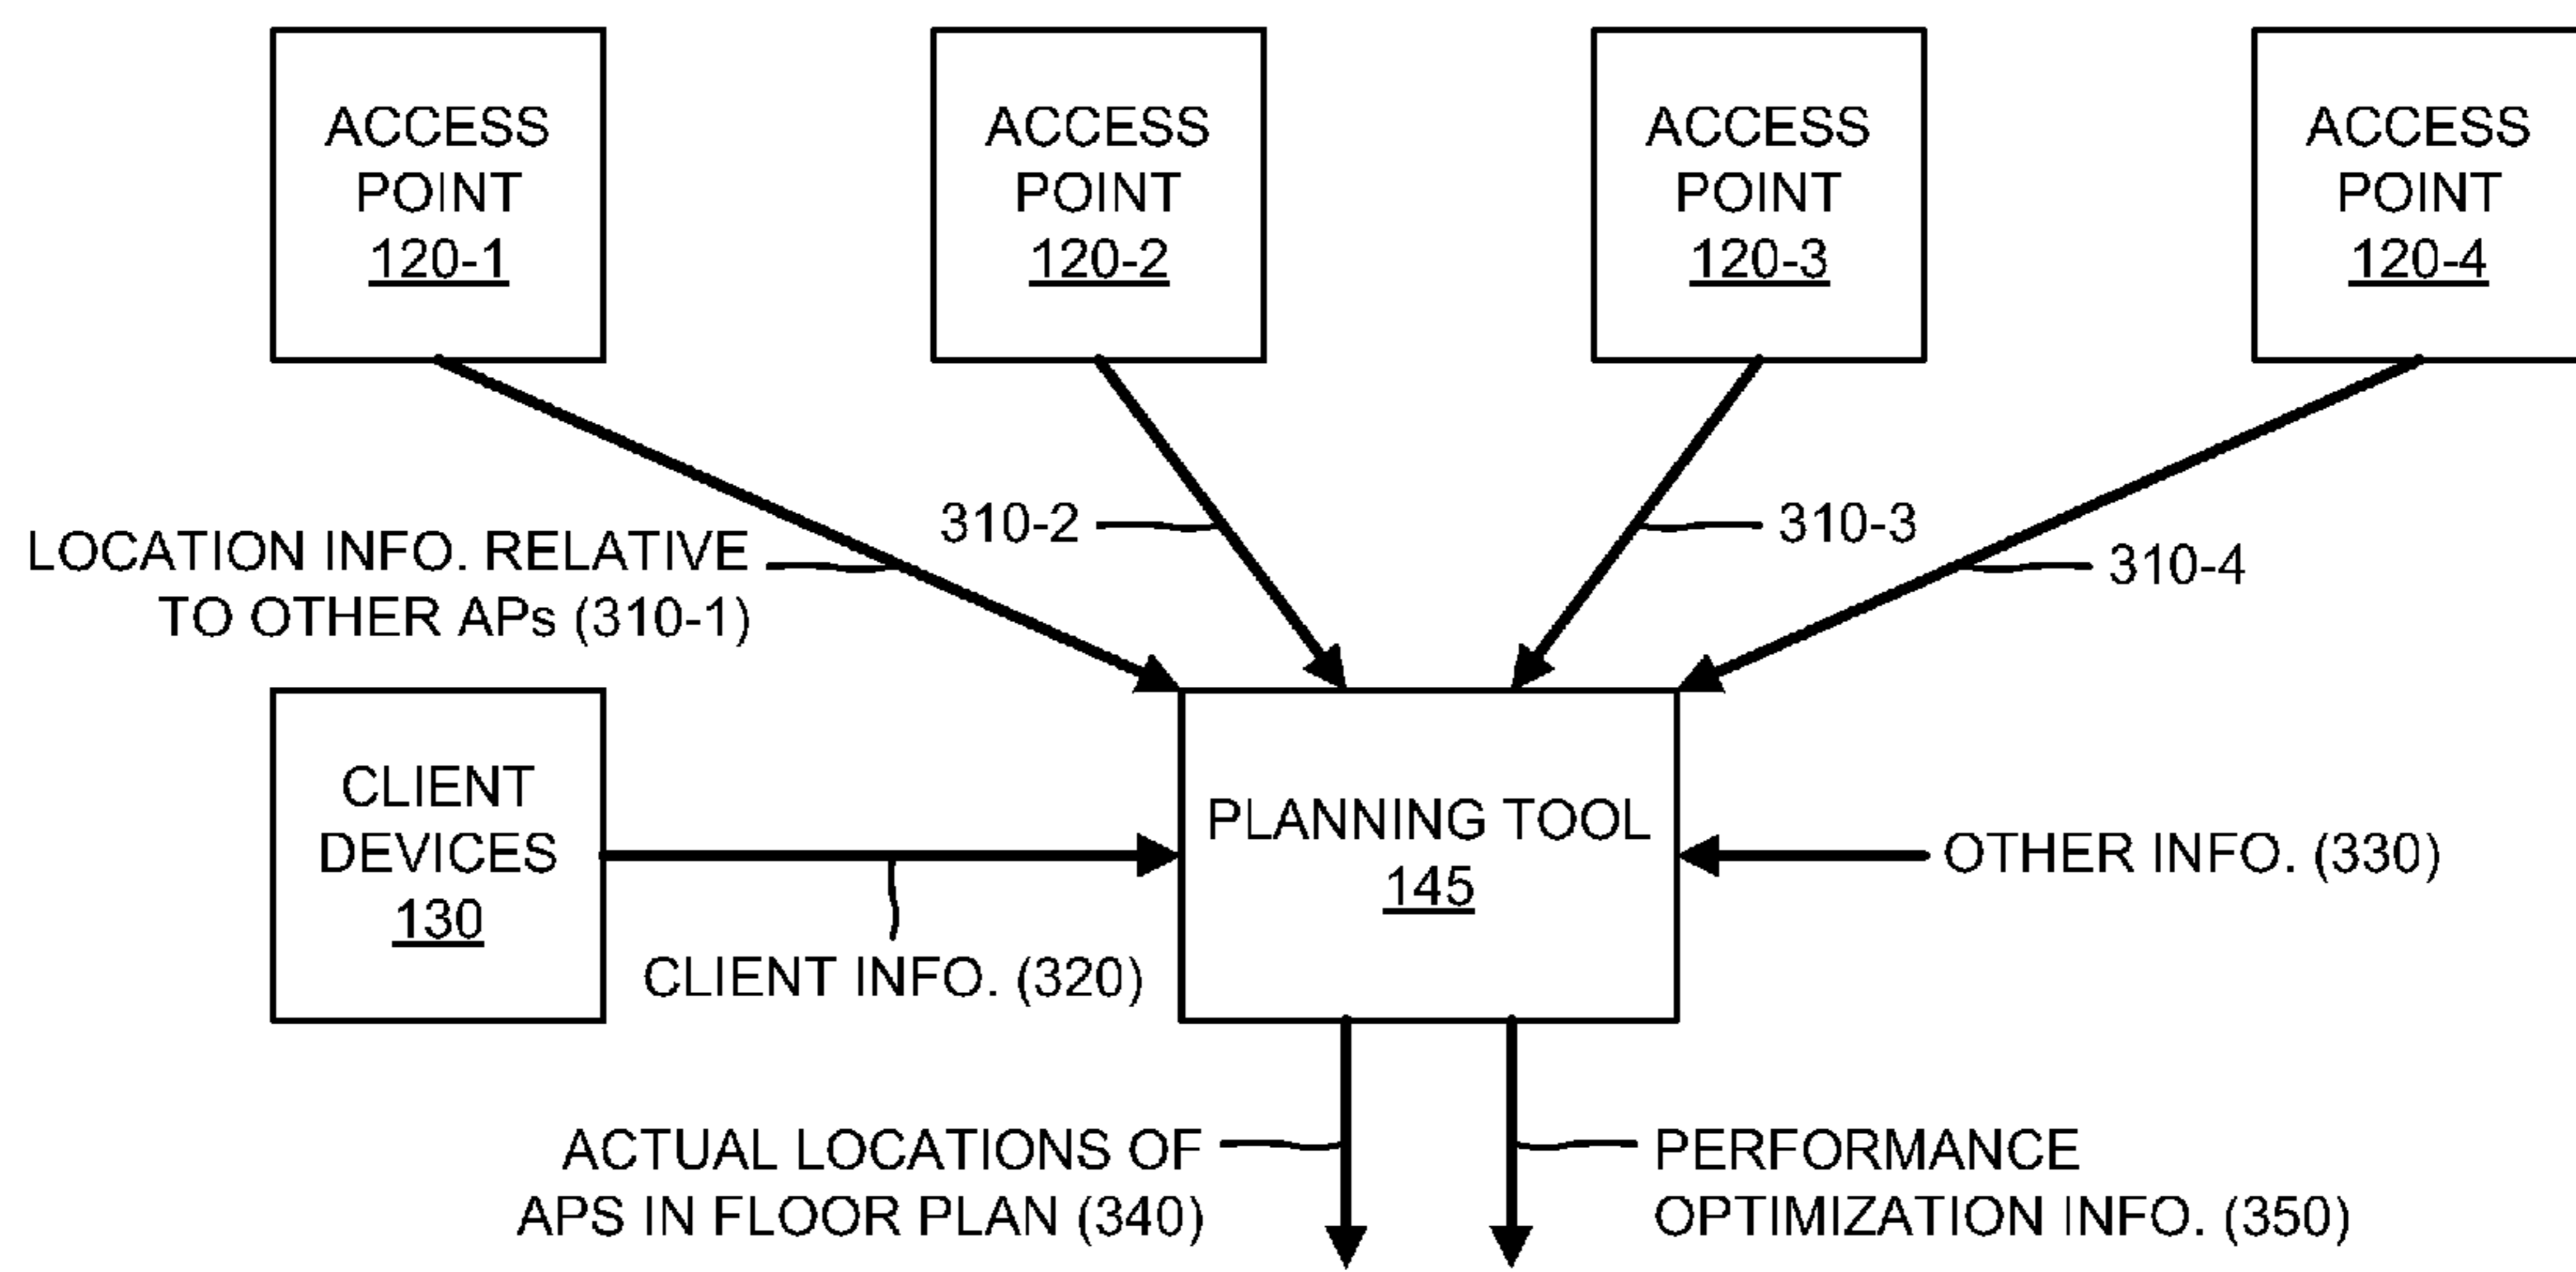 ACCESS
POINT
120-1
ACCESS
POINT
120-2
ACCESS
POINT
120-3
ACCESS
POINT
120-4
LOCATION INFO. RELATIVE
TO OTHER APs (310-1)
310-2
310-3
310-4
CLIENT
DEVICES
130
CLIENT INFO. (320)
PLANNING TOOL
145
OTHER INFO. (330)
ACTUAL LOCATIONS OF
APS IN FLOOR PLAN (340)
PERFORMANCE
OPTIMIZATION INFO. (350)